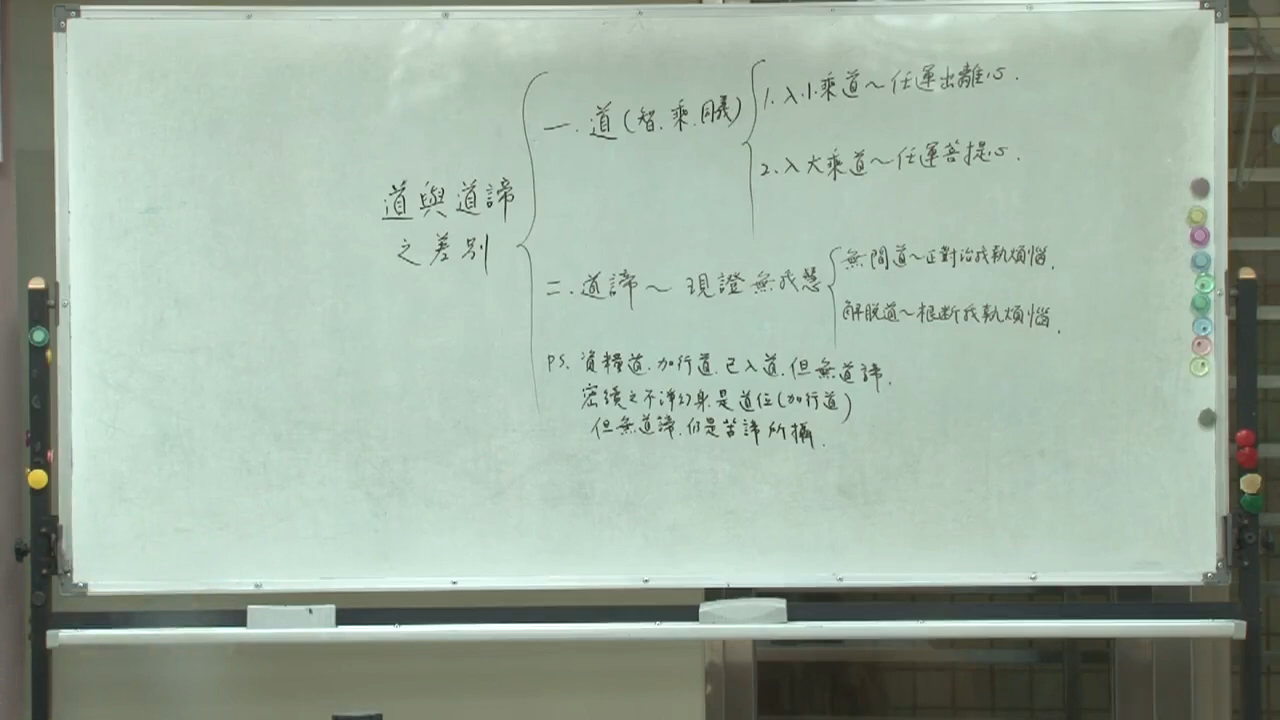 道與道諦
之差別
一. 道(智.乘.同義)
1. 入小乘道~任運出離心.
2. 入大乘道~任運菩提心.
二. 道諦~現證無我慧
無間道~正對治我執煩惱.
解脫道~根斷我執煩惱.
PS. 資糧道.加行道.已入道.但無道諦.
密續之不淨幻身是道位(加行道)
但無道諦.仍是苦諦所攝.